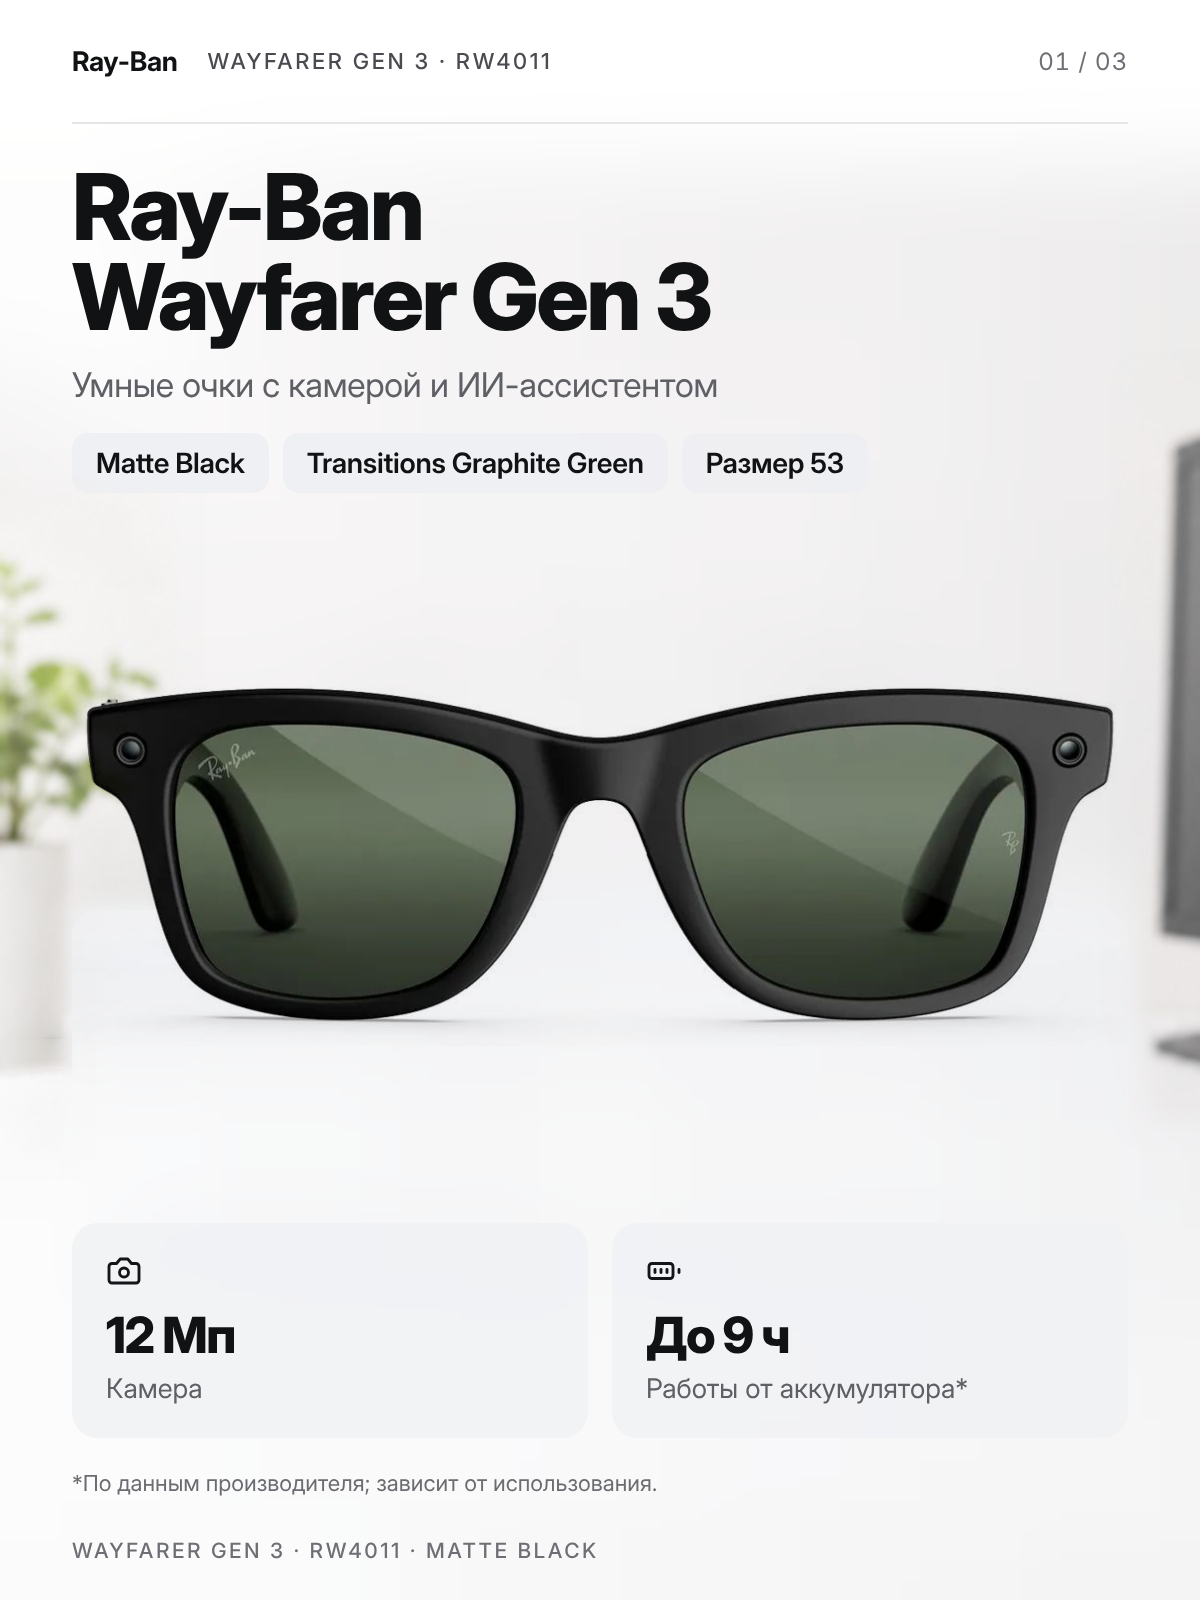 Ray-Ban WAYFARER GEN 3 · RW4011 01 / 03
Ray-Ban
Wayfarer Gen 3
Умные очки с камерой и ИИ-ассистентом
Matte Black Transitions Graphite Green Размер 53
Ray-Ban
RB
12 Мп
Камера
До 9 ч
Работы от аккумулятора*
*По данным производителя; зависит от использования.
WAYFARER GEN 3 · RW4011 · MATTE BLACK